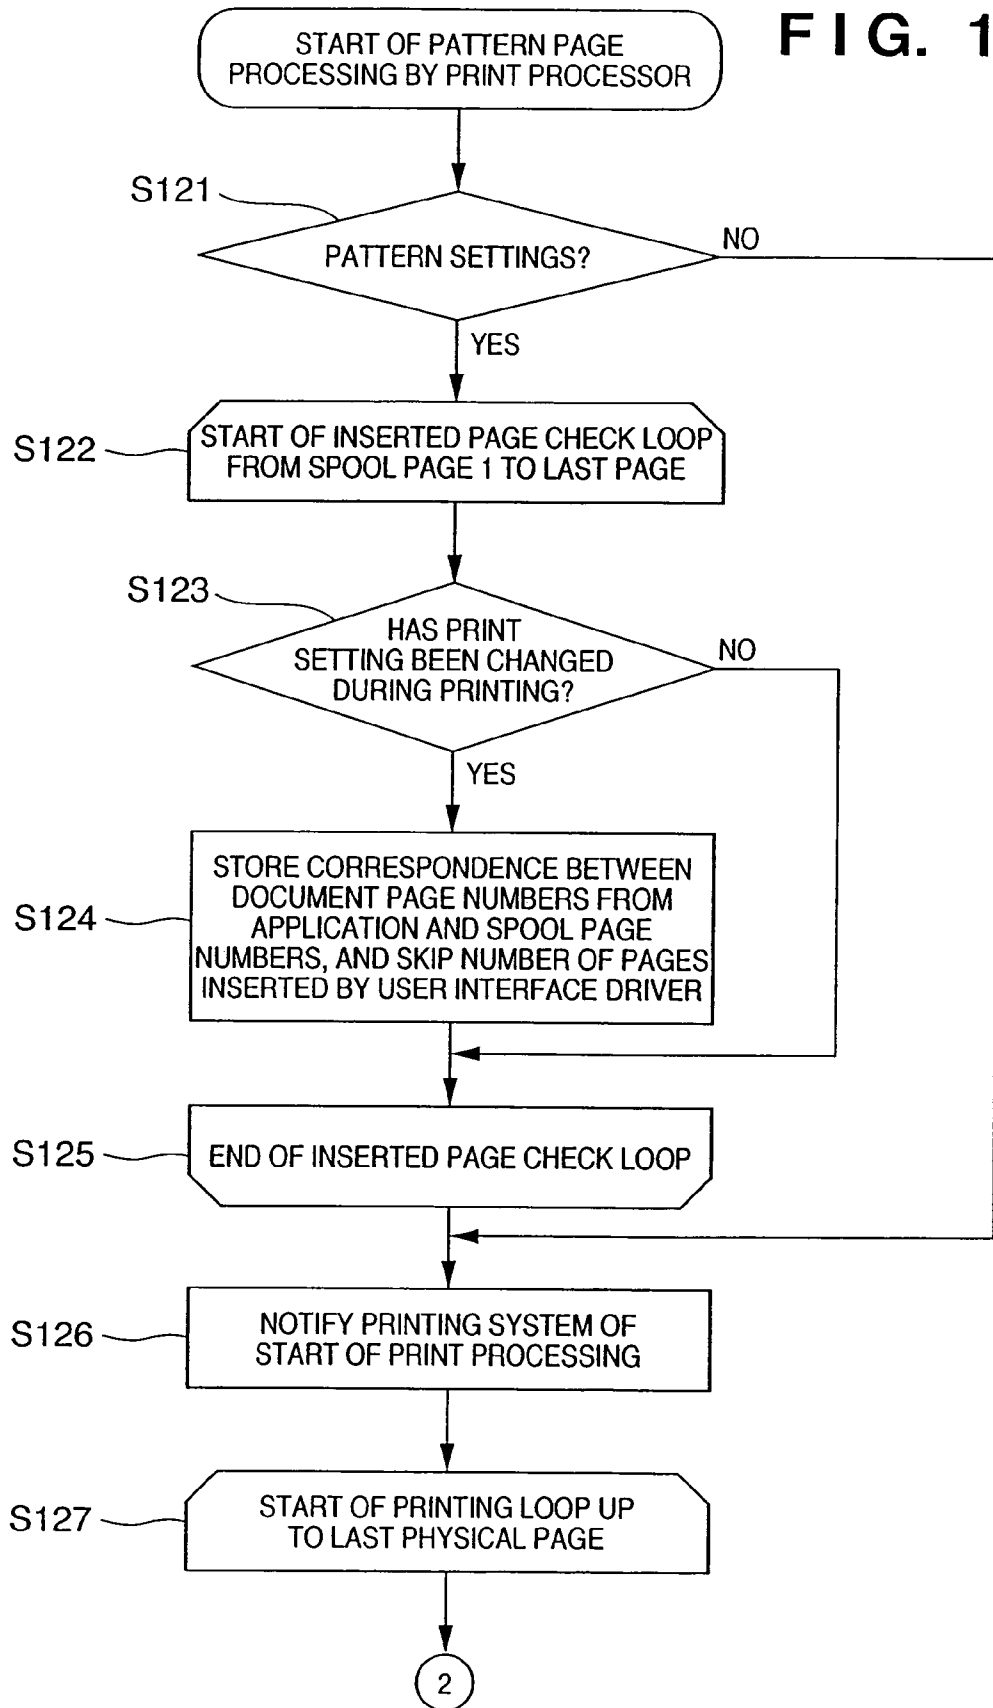 FIG. 1
START OF PATTERN PAGE
PROCESSING BY PRINT PROCESSOR
S121
PATTERN SETTINGS?
NO
YES
S122
START OF INSERTED PAGE CHECK LOOP
FROM SPOOL PAGE 1 TO LAST PAGE
S123
HAS PRINT
SETTING BEEN CHANGED
DURING PRINTING?
NO
YES
S124
STORE CORRESPONDENCE BETWEEN
DOCUMENT PAGE NUMBERS FROM
APPLICATION AND SPOOL PAGE
NUMBERS, AND SKIP NUMBER OF PAGES
INSERTED BY USER INTERFACE DRIVER
S125
END OF INSERTED PAGE CHECK LOOP
S126
NOTIFY PRINTING SYSTEM OF
START OF PRINT PROCESSING
S127
START OF PRINTING LOOP UP
TO LAST PHYSICAL PAGE
2